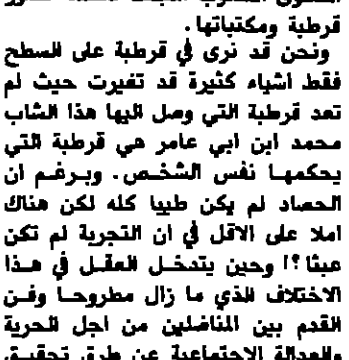 قرطبة ومكتباتها.
ونحن قد نرى في قرطبة على السطح
فقط أشياء كثيرة قد تغيرت حيث لم
تعد قرطبة التي وصل اليها هذا الشاب
محمد ابن ابي عامر هي قرطبة التي
يحكمها نفس الشخص. وبرغم ان
الحصاد لم يكن طيبا كله لكن هناك
املا على الاقل في ان التجربة لم تكن
عبثا ؟! وحين يتدخل العقل في هذا
الاختلاف الذي ما زال مطروحا وفن
القدم بين المناضلين من اجل الحرية
والعدالة الاجتماعية عن طرق تحقيق